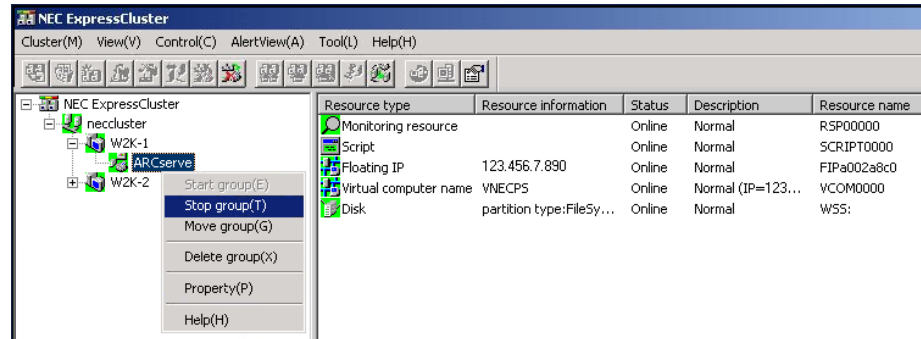 NEC ExpressCluster
Cluster(M) View(V) Control(C) AlertView(A) Tool(L) Help(H)
NEC ExpressCluster
neccluster
W2K-1
ARCserve
W2K-2
Start group(E)
Stop group(T)
Move group(G)
Delete group(X)
Property(P)
Help(H)
Resource type Resource information Status Description Resource name
Monitoring resource Online Normal RSP00000
Script Online Normal SCRIPT0000
Floating IP 123.456.7.890 Online Normal FIPa002a8c0
Virtual computer name VNECPS Online Normal (IP=123... VCOM0000
Disk partition type:FileSy... Online Normal WSS: